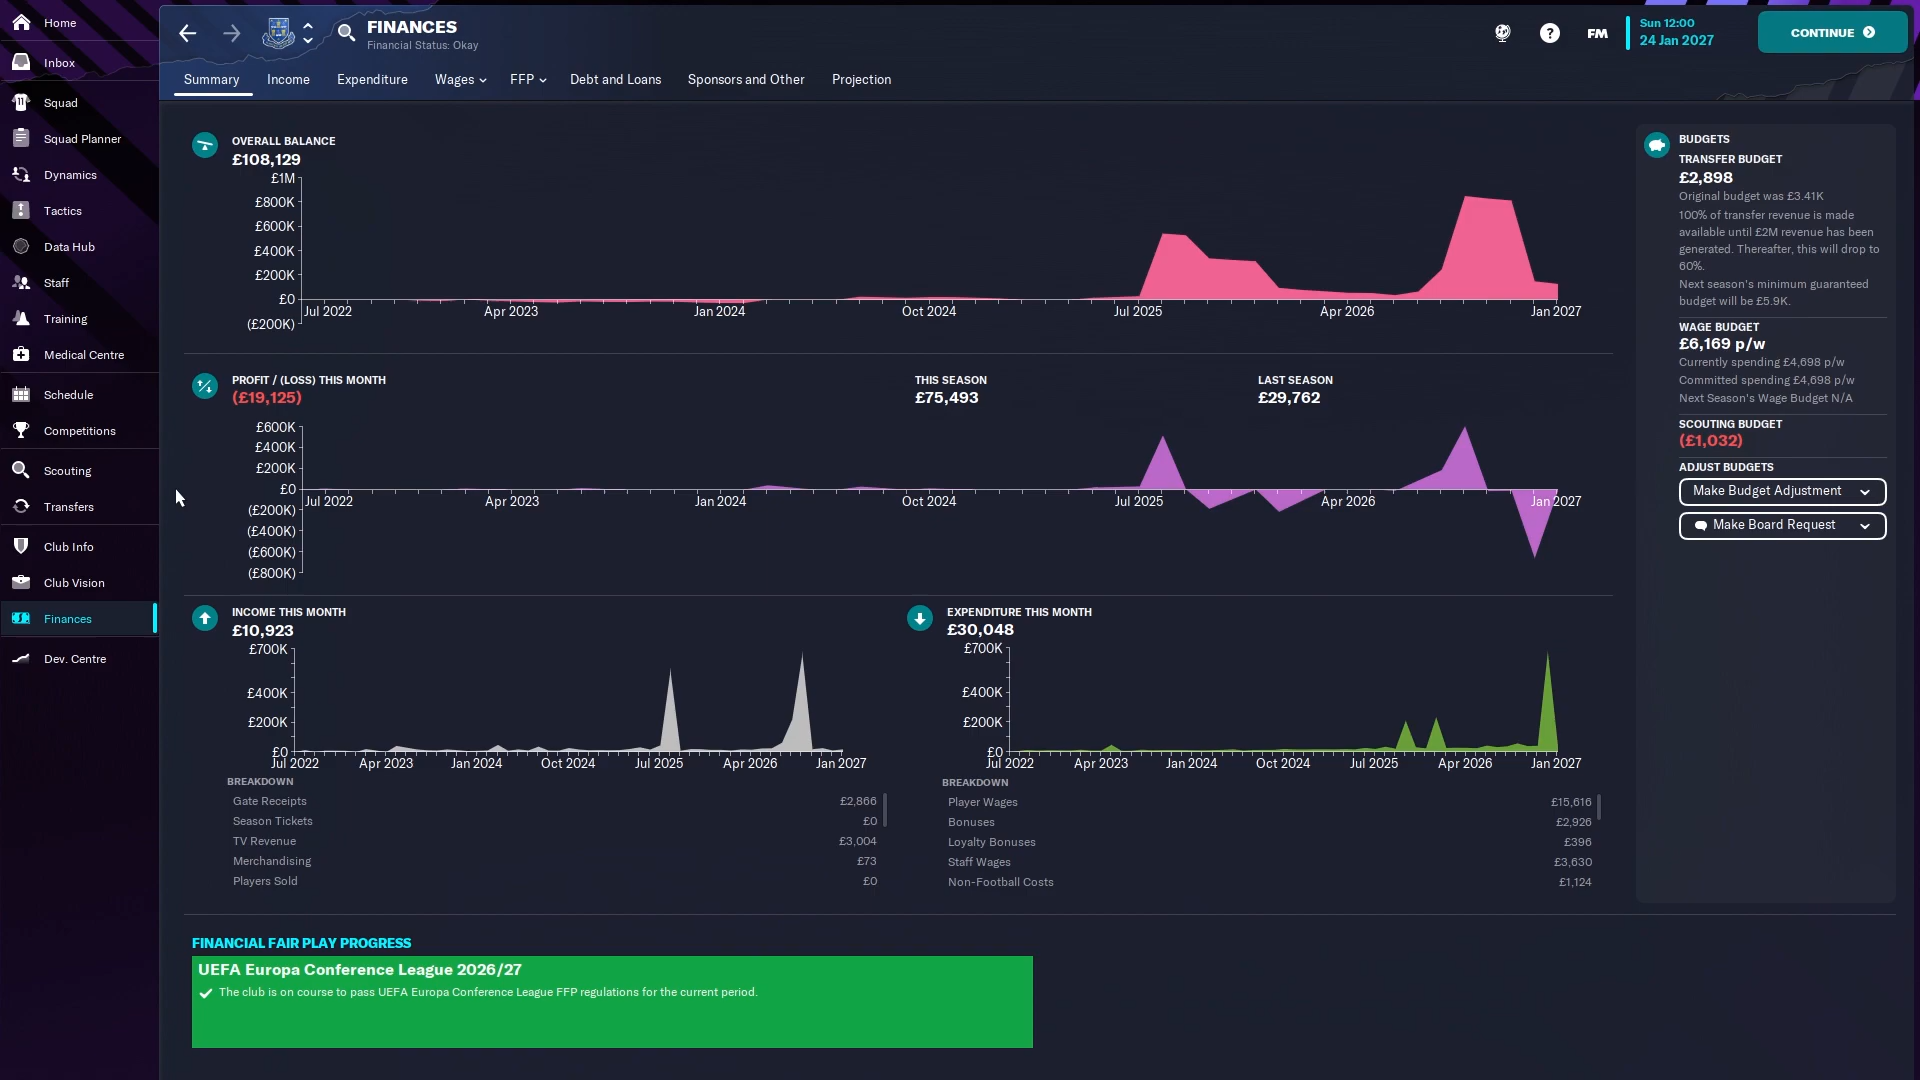 Home
Inbox
Squad
Squad Planner
Dynamics
Tactics
Data Hub
Staff
Training
Medical Centre
Schedule
Competitions
Scouting
Transfers
Club Info
Club Vision
Finances
Dev. Centre
FINANCES
Financial Status: Okay
?
FM
Sun 12:00
24 Jan 2027
CONTINUE
Summary
Income
Expenditure
Wages
FFP
Debt and Loans
Sponsors and Other
Projection
OVERALL BALANCE
£108,129
£1M
£800K
£600K
£400K
£200K
£0
(£200K)
Jul 2022
Apr 2023
Jan 2024
Oct 2024
Jul 2025
Apr 2026
Jan 2027
PROFIT / (LOSS) THIS MONTH
(£19,125)
THIS SEASON
£75,493
LAST SEASON
£29,762
£600K
£400K
£200K
£0
(£200K)
(£400K)
(£600K)
(£800K)
Jul 2022
Apr 2023
Jan 2024
Oct 2024
Jul 2025
Apr 2026
Jan 2027
INCOME THIS MONTH
£10,923
£700K
£400K
£200K
£0
Jul 2022
Apr 2023
Jan 2024
Oct 2024
Jul 2025
Apr 2026
Jan 2027
BREAKDOWN
Gate Receipts £2,866
Season Tickets £0
TV Revenue £3,004
Merchandising £73
Players Sold £0
EXPENDITURE THIS MONTH
£30,048
£700K
£400K
£200K
£0
Jul 2022
Apr 2023
Jan 2024
Oct 2024
Jul 2025
Apr 2026
Jan 2027
BREAKDOWN
Player Wages £15,616
Bonuses £2,926
Loyalty Bonuses £396
Staff Wages £3,630
Non-Football Costs £1,124
BUDGETS
TRANSFER BUDGET
£2,898
Original budget was £3.41K
100% of transfer revenue is made
available until £2M revenue has been
generated. Thereafter, this will drop to
60%.
Next season's minimum guaranteed
budget will be £5.9K.
WAGE BUDGET
£6,169 p/w
Currently spending £4,698 p/w
Committed spending £4,698 p/w
Next Season's Wage Budget N/A
SCOUTING BUDGET
(£1,032)
ADJUST BUDGETS
Make Budget Adjustment
Make Board Request
FINANCIAL FAIR PLAY PROGRESS
UEFA Europa Conference League 2026/27
The club is on course to pass UEFA Europa Conference League FFP regulations for the current period.